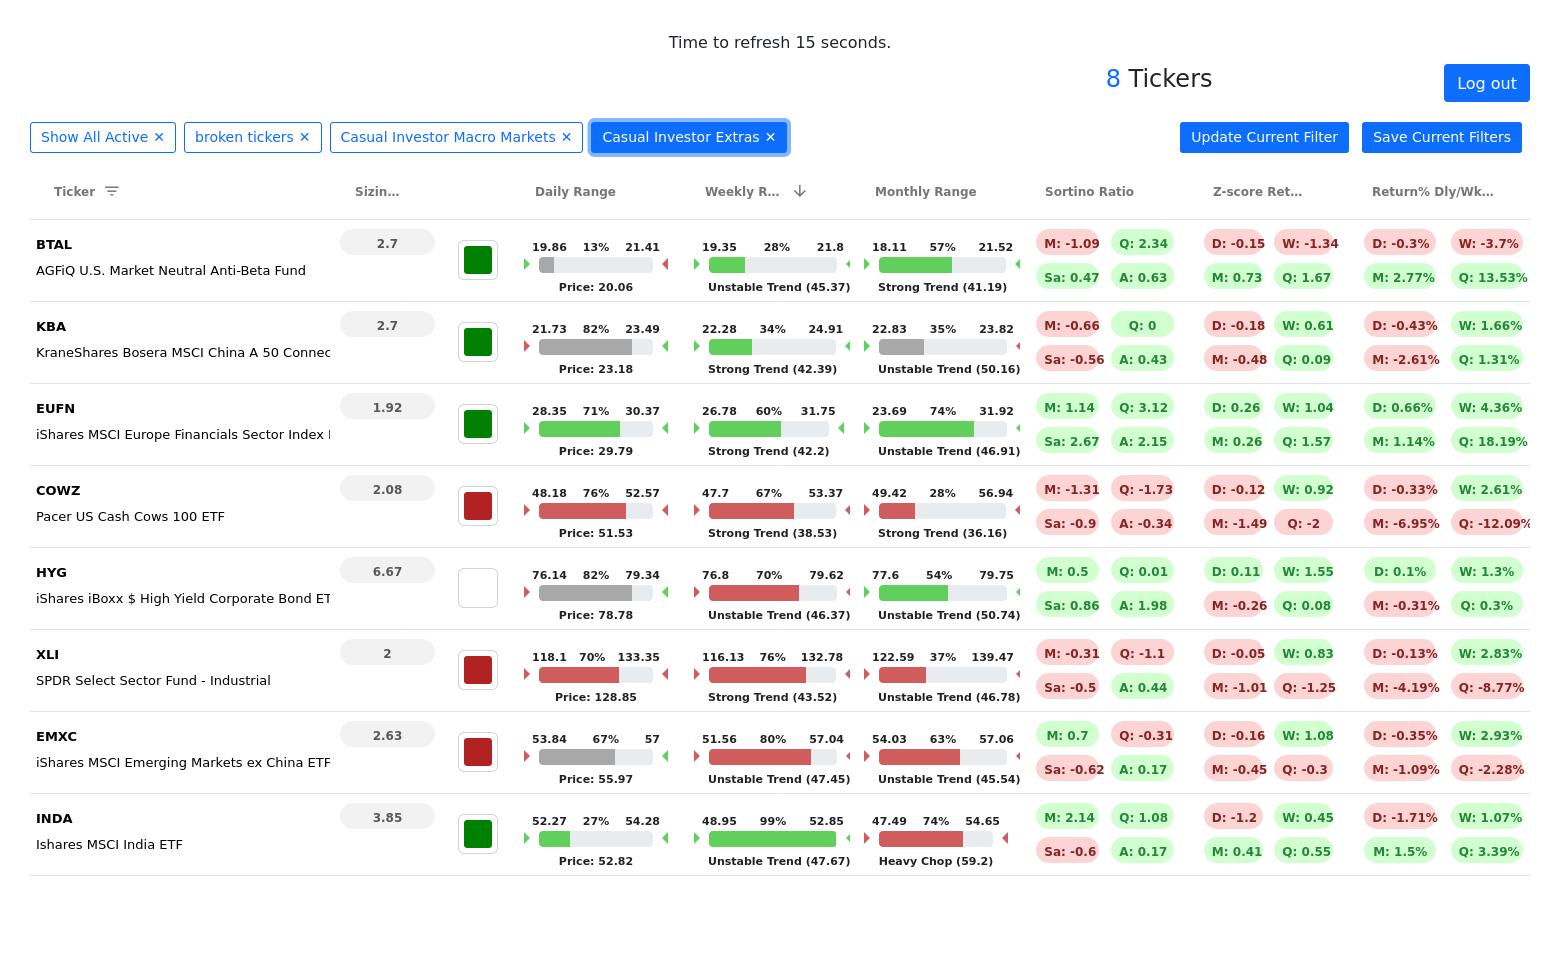 Time to refresh 15 seconds.
8 Tickers
Log out
Show All Active ✕ broken tickers ✕ Casual Investor Macro Markets ✕ Casual Investor Extras ✕ Update Current Filter Save Current Filters
Ticker Sizin... Daily Range Weekly R... Monthly Range Sortino Ratio Z-score Ret... Return% Dly/Wk...
BTAL 2.7 19.86 13% 21.41 19.35 28% 21.8 18.11 57% 21.52 M: -1.09 Q: 2.34 D: -0.15 W: -1.34 D: -0.3% W: -3.7%
AGFiQ U.S. Market Neutral Anti-Beta Fund Price: 20.06 Unstable Trend (45.37) Strong Trend (41.19) Sa: 0.47 A: 0.63 M: 0.73 Q: 1.67 M: 2.77% Q: 13.53%
KBA 2.7 21.73 82% 23.49 22.28 34% 24.91 22.83 35% 23.82 M: -0.66 Q: 0 D: -0.18 W: 0.61 D: -0.43% W: 1.66%
KraneShares Bosera MSCI China A 50 Connec Price: 23.18 Strong Trend (42.39) Unstable Trend (50.16) Sa: -0.56 A: 0.43 M: -0.48 Q: 0.09 M: -2.61% Q: 1.31%
EUFN 1.92 28.35 71% 30.37 26.78 60% 31.75 23.69 74% 31.92 M: 1.14 Q: 3.12 D: 0.26 W: 1.04 D: 0.66% W: 4.36%
iShares MSCI Europe Financials Sector Index Price: 29.79 Strong Trend (42.2) Unstable Trend (46.91) Sa: 2.67 A: 2.15 M: 0.26 Q: 1.57 M: 1.14% Q: 18.19%
COWZ 2.08 48.18 76% 52.57 47.7 67% 53.37 49.42 28% 56.94 M: -1.31 Q: -1.73 D: -0.12 W: 0.92 D: -0.33% W: 2.61%
Pacer US Cash Cows 100 ETF Price: 51.53 Strong Trend (38.53) Strong Trend (36.16) Sa: -0.9 A: -0.34 M: -1.49 Q: -2 M: -6.95% Q: -12.09%
HYG 6.67 76.14 82% 79.34 76.8 70% 79.62 77.6 54% 79.75 M: 0.5 Q: 0.01 D: 0.11 W: 1.55 D: 0.1% W: 1.3%
iShares iBoxx $ High Yield Corporate Bond ET Price: 78.78 Unstable Trend (46.37) Unstable Trend (50.74) Sa: 0.86 A: 1.98 M: -0.26 Q: 0.08 M: -0.31% Q: 0.3%
XLI 2 118.1 70% 133.35 116.13 76% 132.78 122.59 37% 139.47 M: -0.31 Q: -1.1 D: -0.05 W: 0.83 D: -0.13% W: 2.83%
SPDR Select Sector Fund - Industrial Price: 128.85 Strong Trend (43.52) Unstable Trend (46.78) Sa: -0.5 A: 0.44 M: -1.01 Q: -1.25 M: -4.19% Q: -8.77%
EMXC 2.63 53.84 67% 57 51.56 80% 57.04 54.03 63% 57.06 M: 0.7 Q: -0.31 D: -0.16 W: 1.08 D: -0.35% W: 2.93%
iShares MSCI Emerging Markets ex China ETF Price: 55.97 Unstable Trend (47.45) Unstable Trend (45.54) Sa: -0.62 A: 0.17 M: -0.45 Q: -0.3 M: -1.09% Q: -2.28%
INDA 3.85 52.27 27% 54.28 48.95 99% 52.85 47.49 74% 54.65 M: 2.14 Q: 1.08 D: -1.2 W: 0.45 D: -1.71% W: 1.07%
Ishares MSCI India ETF Price: 52.82 Unstable Trend (47.67) Heavy Chop (59.2) Sa: -0.6 A: 0.17 M: 0.41 Q: 0.55 M: 1.5% Q: 3.39%